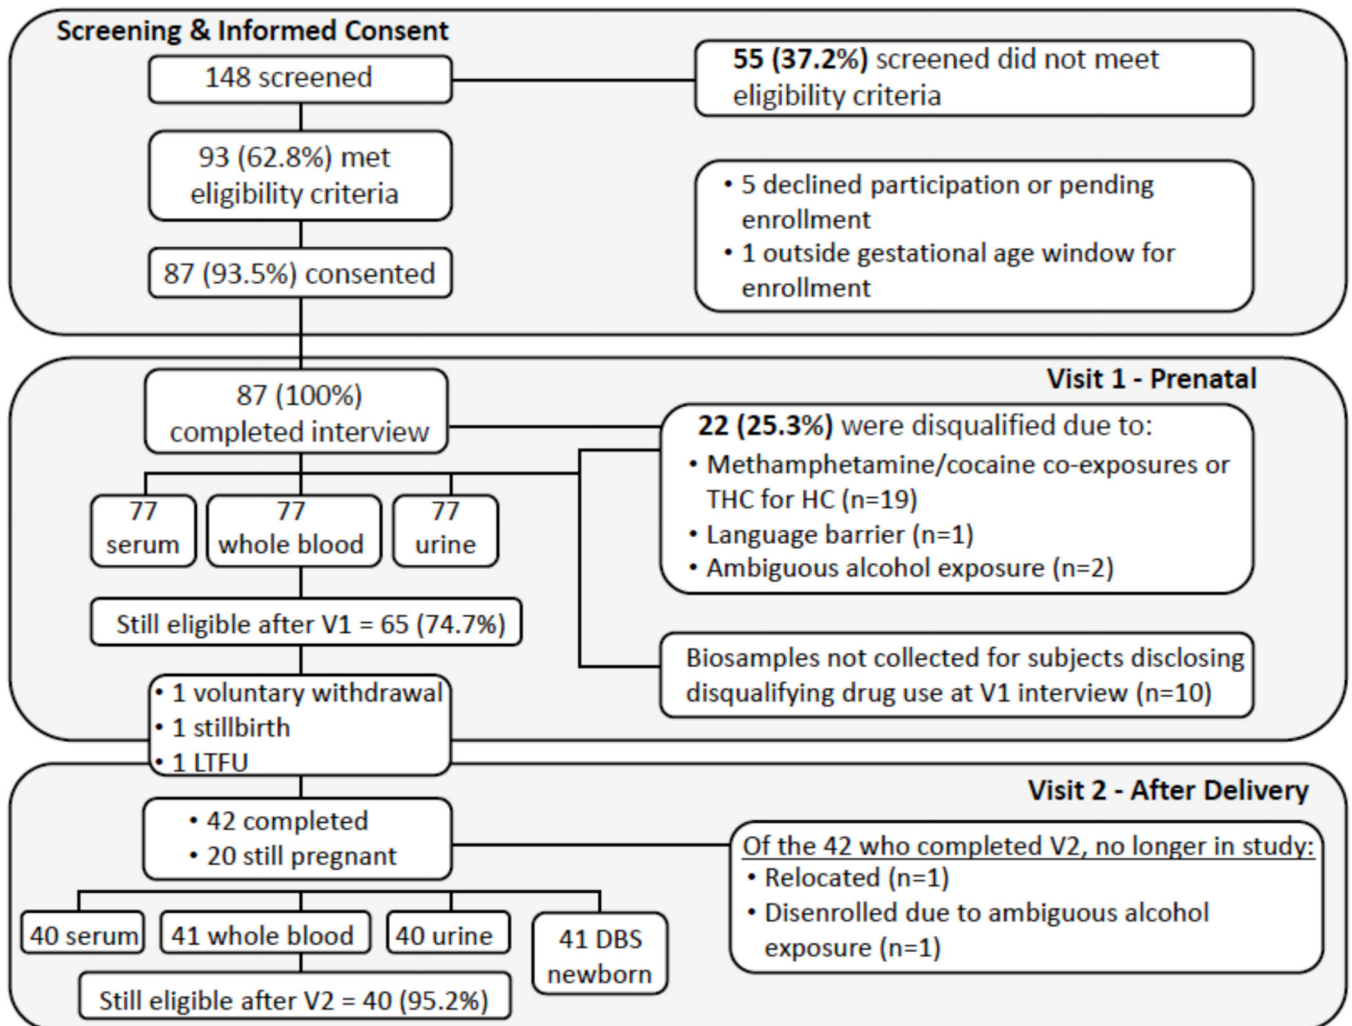 Screening & Informed Consent
148 screened
55 (37.2%) screened did not meet
eligibility criteria
93 (62.8%) met
eligibility criteria
• 5 declined participation or pending
enrollment
• 1 outside gestational age window for
enrollment
87 (93.5%) consented
Visit 1 - Prenatal
87 (100%)
completed interview
22 (25.3%) were disqualified due to:
• Methamphetamine/cocaine co-exposures or
THC for HC (n=19)
• Language barrier (n=1)
• Ambiguous alcohol exposure (n=2)
77
serum
77
whole blood
77
urine
Still eligible after V1 = 65 (74.7%)
Biosamples not collected for subjects disclosing
disqualifying drug use at V1 interview (n=10)
• 1 voluntary withdrawal
• 1 stillbirth
• 1 LTFU
Visit 2 - After Delivery
• 42 completed
• 20 still pregnant
Of the 42 who completed V2, no longer in study:
• Relocated (n=1)
• Disenrolled due to ambiguous alcohol
exposure (n=1)
40 serum
41 whole blood
40 urine
41 DBS
newborn
Still eligible after V2 = 40 (95.2%)